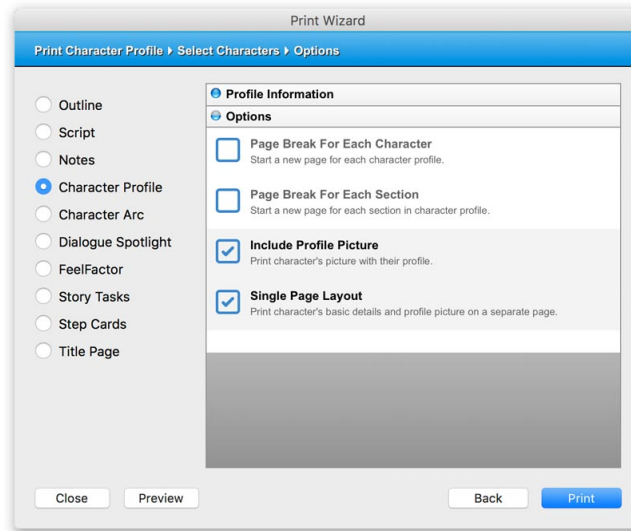 Print Wizard
Print Character Profile ▸ Select Characters ▸ Options
Outline
Script
Notes
Character Profile
Character Arc
Dialogue Spotlight
FeelFactor
Story Tasks
Step Cards
Title Page
Profile Information
Options
Page Break For Each Character
Start a new page for each character profile.
Page Break For Each Section
Start a new page for each section in character profile.
Include Profile Picture
Print character's picture with their profile.
Single Page Layout
Print character's basic details and profile picture on a separate page.
Close Preview Back Print